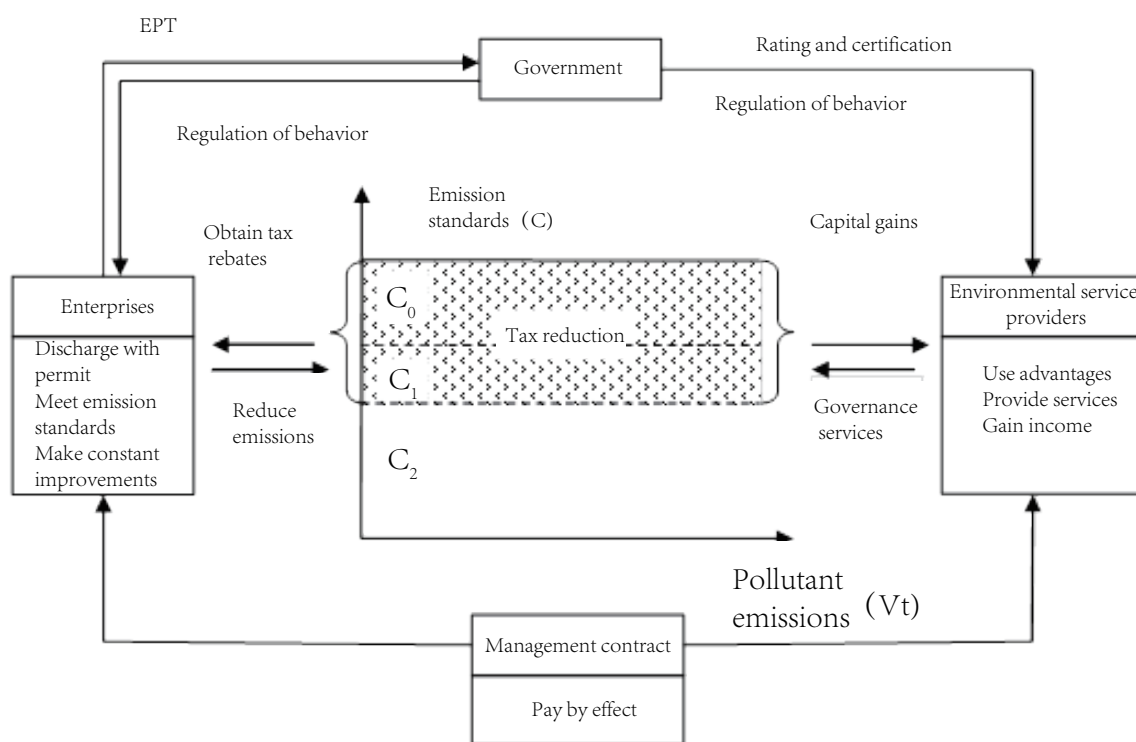 EPT
Government
Rating and certification
Regulation of behavior
Regulation of behavior
Emission
standards（C）
Obtain tax
rebates
Capital gains
Enterprises
Discharge with
permit
Meet emission
standards
Make constant
improvements
C0
Tax reduction
C1
C2
Reduce
emissions
Governance
services
Environmental service
providers
Use advantages
Provide services
Gain income
Pollutant
emissions（Vt）
Management contract
Pay by effect